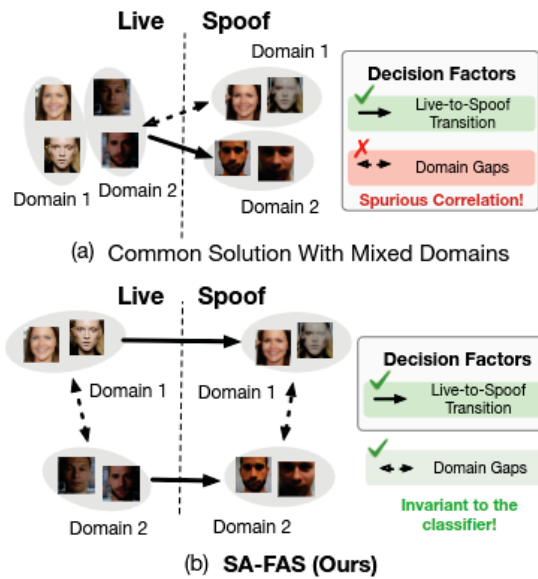 Live Spoof
Domain 1
Domain 1
Domain 2
Domain 2
Decision Factors
Live-to-Spoof
Transition
Domain Gaps
Spurious Correlation!
(a) Common Solution With Mixed Domains
Live Spoof
Domain 1
Domain 1
Domain 2
Domain 2
Decision Factors
Live-to-Spoof
Transition
Domain Gaps
Invariant to the
classifier!
(b) SA-FAS (Ours)